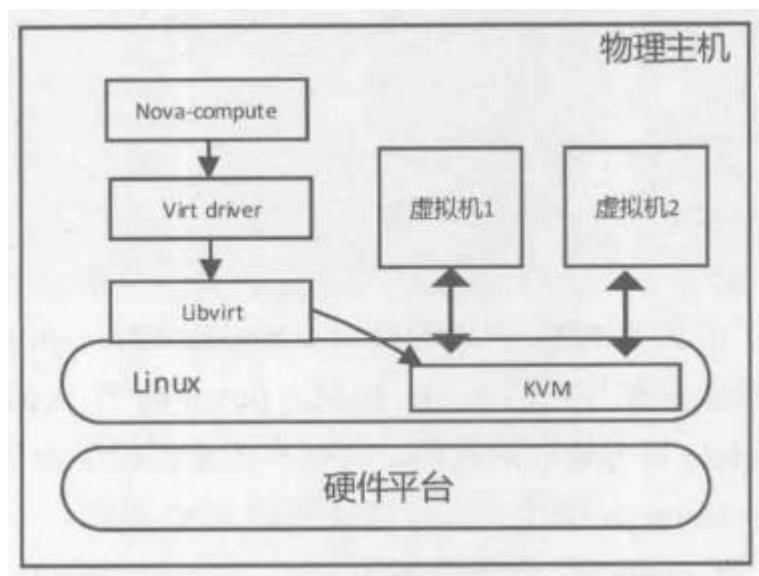 物理主机
Nova-compute
Virt driver
虚拟机1
虚拟机2
Libvirt
Linux
KVM
硬件平台